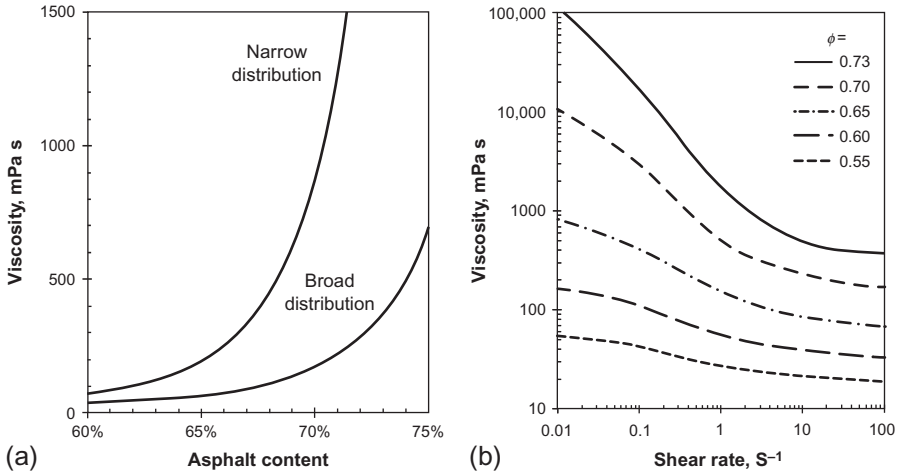 1500
1000
500
0
Viscosity, mPa s
Narrow
distribution
Broad
distribution
60%
65%
70%
75%
Asphalt content
(a)
100,000
10,000
1000
100
10
Viscosity, mPa s
ϕ =
0.73
0.70
0.65
0.60
0.55
0.01
0.1
1
10
100
Shear rate, S⁻¹
(b)